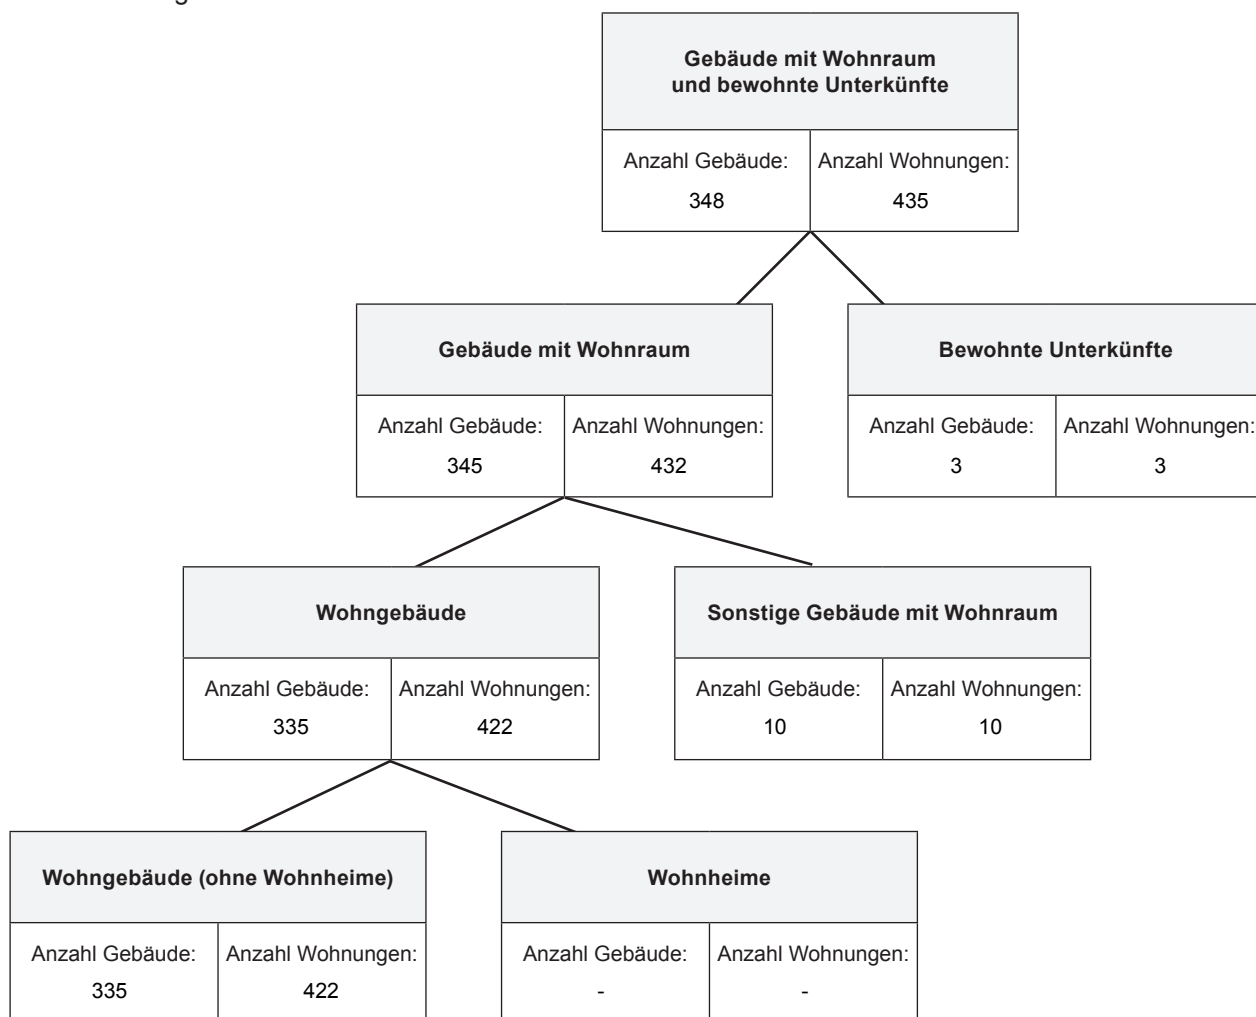 Gebäude mit Wohnraum
und bewohnte Unterkünfte
Anzahl Gebäude: Anzahl Wohnungen:
348 435
Gebäude mit Wohnraum
Anzahl Gebäude: Anzahl Wohnungen:
345 432
Bewohnte Unterkünfte
Anzahl Gebäude: Anzahl Wohnungen:
3 3
Wohngebäude
Anzahl Gebäude: Anzahl Wohnungen:
335 422
Sonstige Gebäude mit Wohnraum
Anzahl Gebäude: Anzahl Wohnungen:
10 10
Wohngebäude (ohne Wohnheime)
Anzahl Gebäude: Anzahl Wohnungen:
335 422
Wohnheime
Anzahl Gebäude: Anzahl Wohnungen:
- -